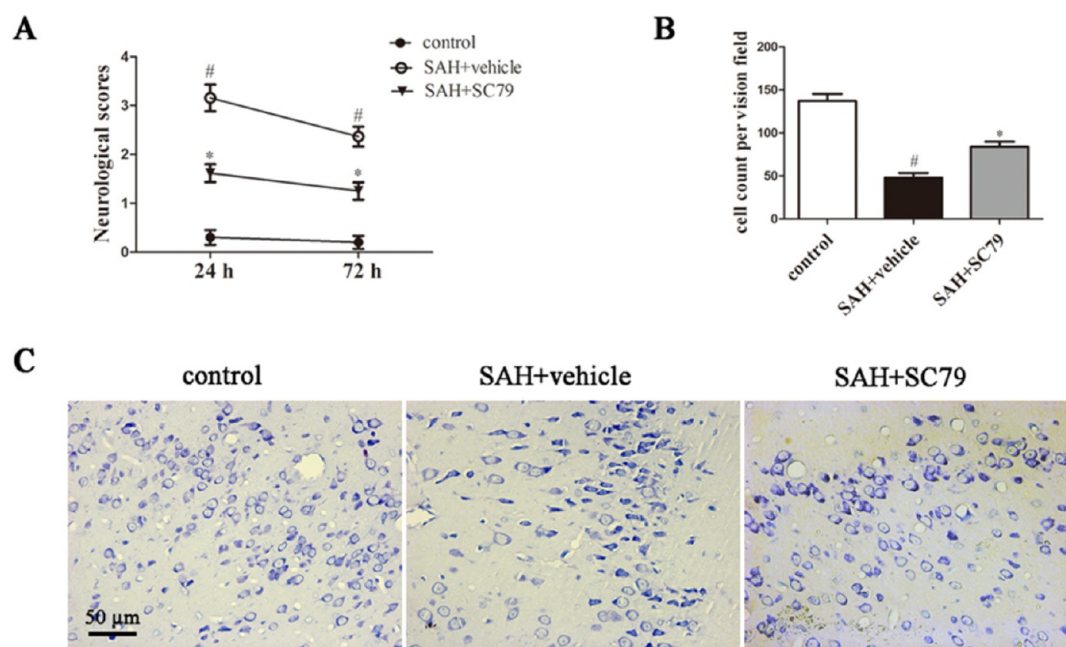 A
control
SAH+vehicle
SAH+SC79
Neurological scores
4
3
2
1
0
#
#
*
*
24 h
72 h
B
cell count per vision field
200
150
100
50
0
#
*
control
SAH+vehicle
SAH+SC79
C
control
SAH+vehicle
SAH+SC79
50 μm